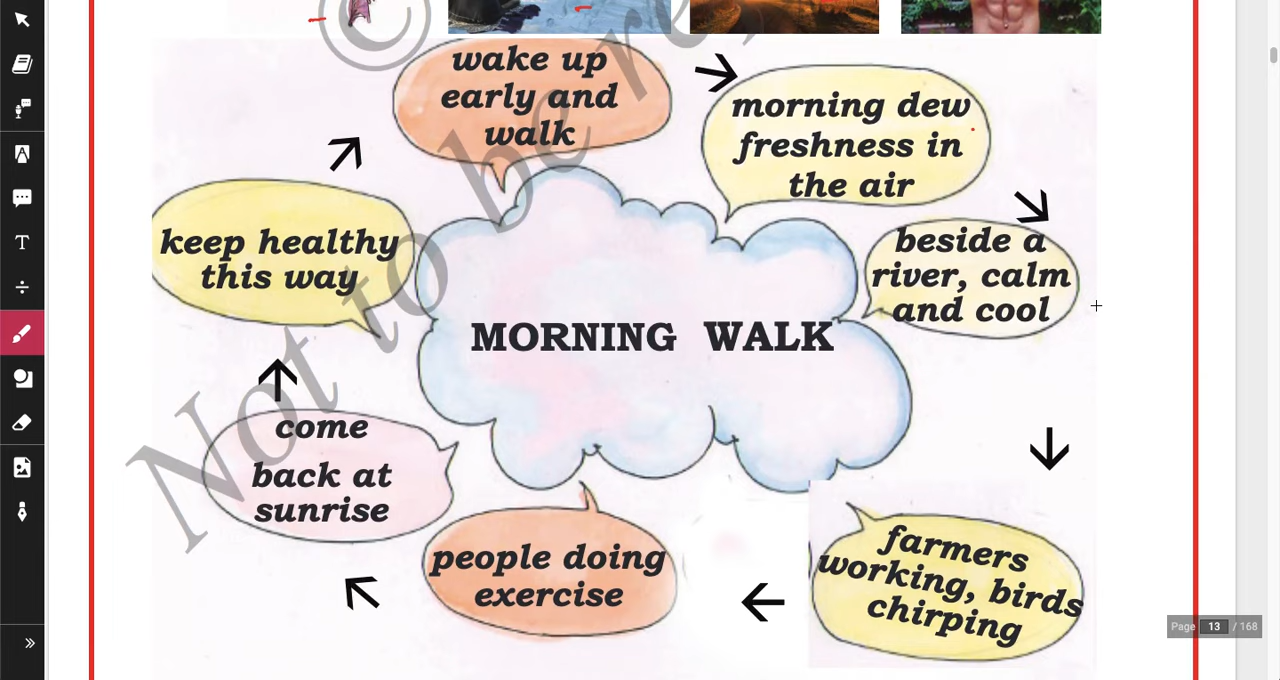 wake up
early and
walk
morning dew
freshness in
the air
beside a
river, calm
and cool
farmers
working, birds
chirping
people doing
exercise
come
back at
sunrise
keep healthy
this way
MORNING WALK
© Not to be re
Page 13 / 168